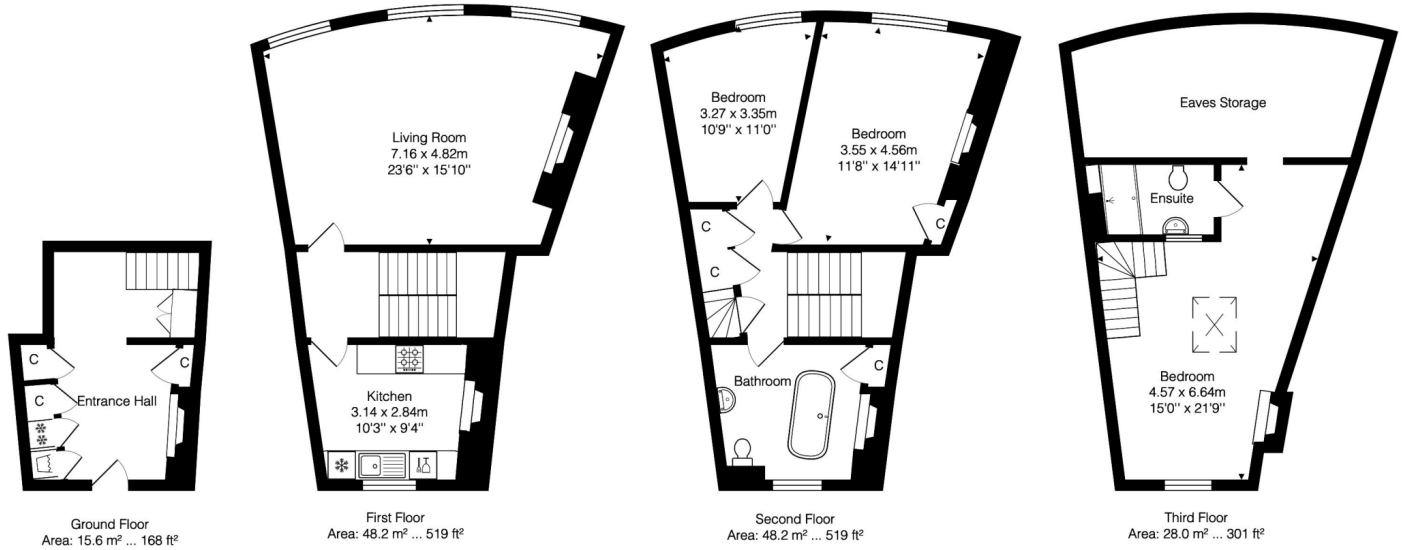 C
C
C
Entrance Hall
Ground Floor
Area: 15.6 m² ... 168 ft²
Living Room
7.16 x 4.82m
23'6" x 15'10"
Kitchen
3.14 x 2.84m
10'3" x 9'4"
First Floor
Area: 48.2 m² ... 519 ft²
Bedroom
3.27 x 3.35m
10'9" x 11'0"
Bedroom
3.55 x 4.56m
11'8" x 14'11"
C
C
C
C
Bathroom
Second Floor
Area: 48.2 m² ... 519 ft²
Eaves Storage
Ensuite
Bedroom
4.57 x 6.64m
15'0" x 21'9"
Third Floor
Area: 28.0 m² ... 301 ft²